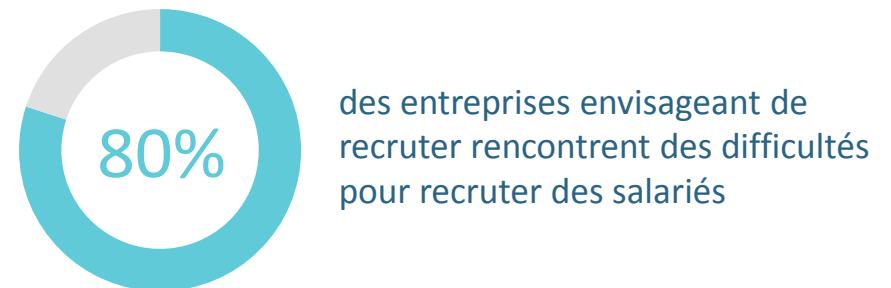 80%
des entreprises envisageant de
recruter rencontrent des difficultés
pour recruter des salariés